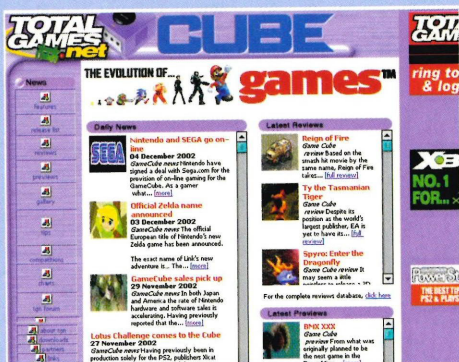 TOTAL
GAMES
.net
CUBE
THE EVOLUTION OF...
games™
News
features
release list
reviews
previews
gallery
tips
competitions
charts
tgn forum
about tgn
downloads
partners
links
Daily News
SEGA
Nintendo and SEGA go on-
line
04 December 2002
GameCube news Nintendo have
signed a deal with Sega.com for the
provision of on-line gaming for the
GameCube. As a gamer
what... [more]
Official Zelda name
announced
03 December 2002
GameCube news The official
European title of Nintendo's new
Zelda game has been announced.
The exact name of Link's new
adventure is... The... [more]
GameCube sales pick up
29 November 2002
GameCube news In both Japan
and America the rate of Nintendo
hardware and software sales is
accelerating. Having previously
reported that the... [more]
Lotus Challenge comes to the Cube
27 November 2002
GameCube news Having previously been in
production solely for the PS2, publishers Xicat
Latest Reviews
Reign of Fire
Game Cube
review Based on the
smash hit movie by the
same name, Reign of Fire
takes... [full review]
Ty the Tasmanian
Tiger
Game Cube
review Despite its
position as the world's
largest publisher, EA is
yet to have its... [full
review]
Spyro: Enter the
Dragonfly
Game Cube review It
may seem a little
For the complete reviews database, click here
Latest Previews
BMX XXX
Game Cube
preview From what was
originally planned to be
the next game in the
TOTAL
GAM
ring to
& log
NO.1
FOR...
THE BEST TIN
PS2 & PLAYS